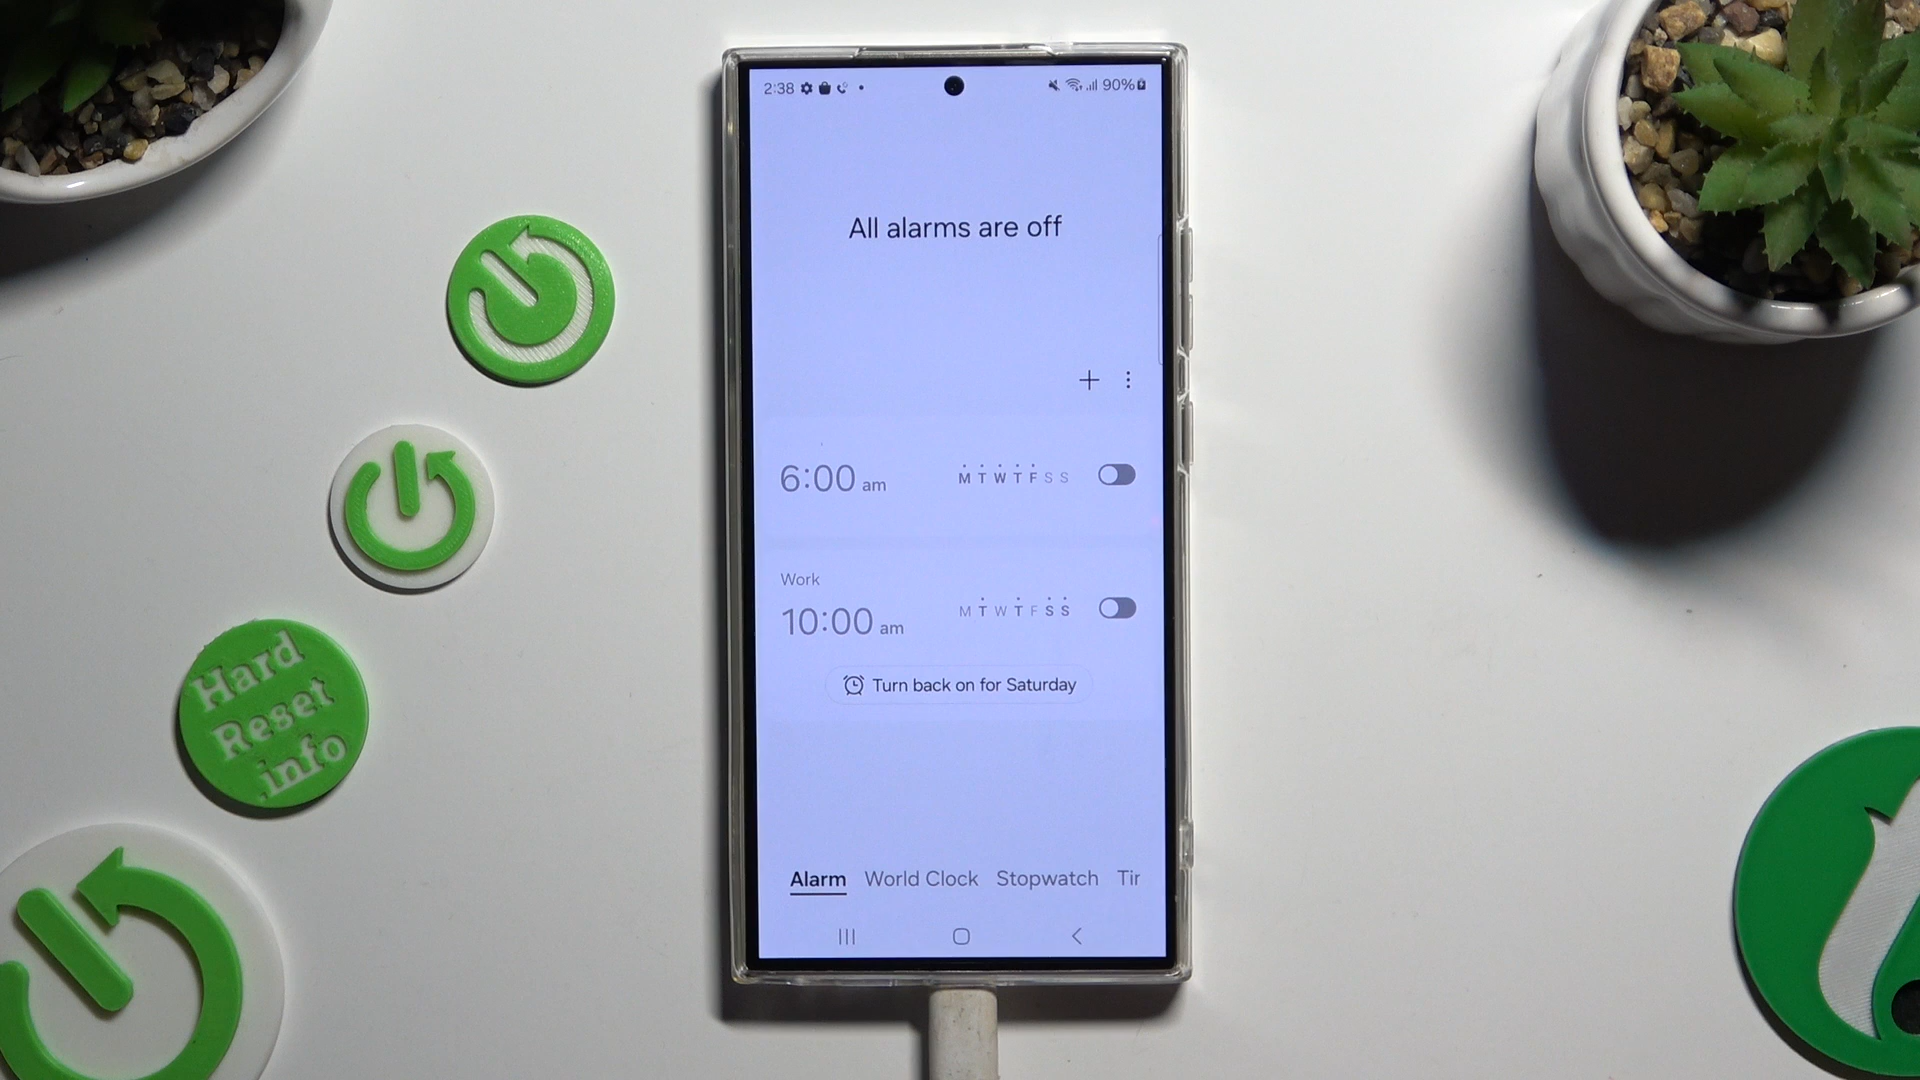 2:38
90%
All alarms are off
6:00 am M T W T F S S
Work
10:00 am M T W T F S S
Turn back on for Saturday
Alarm World Clock Stopwatch Tir
Hard
Reset
.info